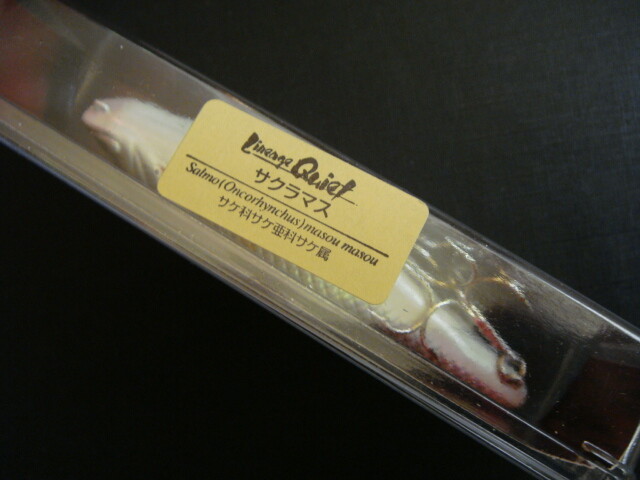 Lineage Quiet
サクラマス
Salmo(Oncorhynchus)masou masou
サケ科サケ亜科サケ属